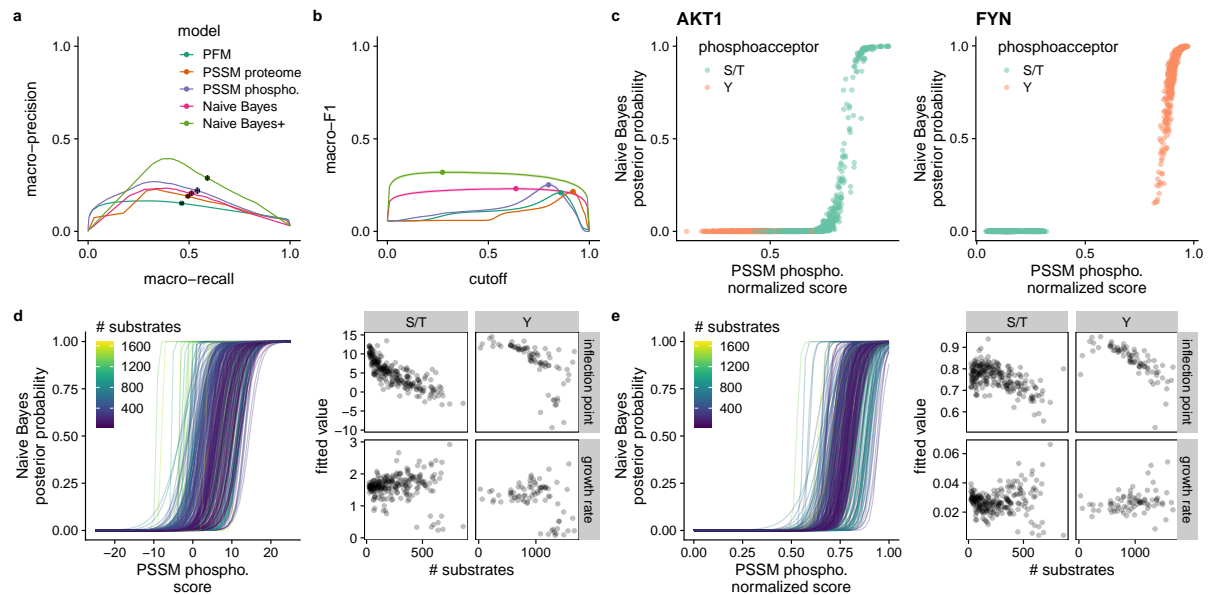 a
model
PFM
PSSM proteome
PSSM phospho.
Naive Bayes
Naive Bayes+
macro−precision
1.0
0.5
0.0
0.0
0.5
1.0
macro−recall
b
macro−F1
1.0
0.5
0.0
0.0
0.5
1.0
cutoff
c
AKT1
phosphoacceptor
S/T
Y
Naive Bayes
posterior probability
1.0
0.5
0.0
0.5
PSSM phospho.
normalized score
FYN
phosphoacceptor
S/T
Y
Naive Bayes
posterior probability
1.0
0.5
0.0
0.0
0.5
1.0
PSSM phospho.
normalized score
d
# substrates
1600
800
400
Naive Bayes
posterior probability
1.00
0.75
0.50
0.25
0.00
−20
−10
0
10
20
PSSM phospho.
score
S/T
Y
inflection point
growth rate
fitted value
15
10
5
0
−5
−10
3
2
1
0
0
500
0
1000
# substrates
e
# substrates
1600
800
400
Naive Bayes
posterior probability
1.00
0.75
0.50
0.25
0.00
0.00
0.25
0.50
0.75
1.00
PSSM phospho.
normalized score
S/T
Y
inflection point
growth rate
fitted value
0.9
0.8
0.7
0.6
0.06
0.04
0.02
0
500
0
1000
# substrates